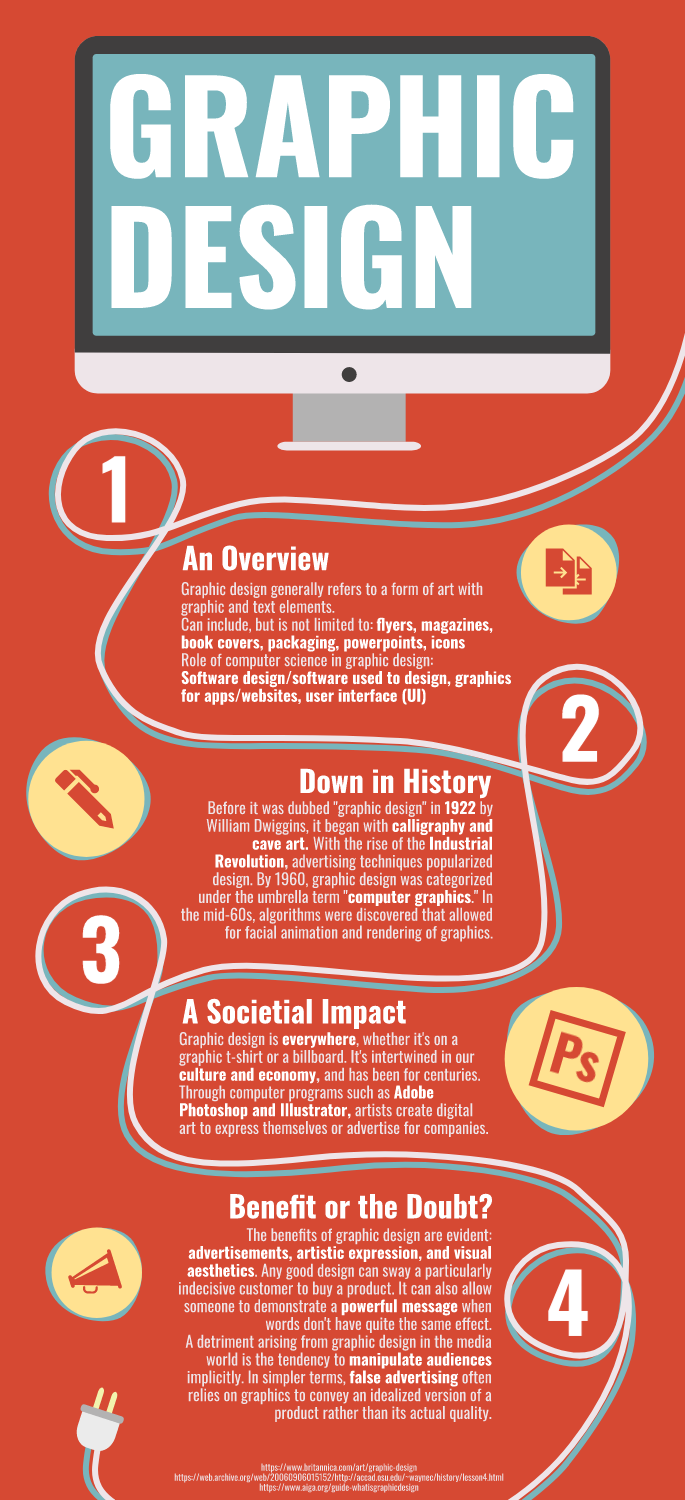 GRAPHIC
DESIGN
1
An Overview
Graphic design generally refers to a form of art with
graphic and text elements.
Can include, but is not limited to: flyers, magazines,
book covers, packaging, powerpoints, icons
Role of computer science in graphic design:
Software design/software used to design, graphics
for apps/websites, user interface (UI)
2
Down in History
Before it was dubbed "graphic design" in 1922 by
William Dwiggins, it began with calligraphy and
cave art. With the rise of the Industrial
Revolution, advertising techniques popularized
design. By 1960, graphic design was categorized
under the umbrella term "computer graphics." In
the mid-60s, algorithms were discovered that allowed
for facial animation and rendering of graphics.
3
A Societial Impact
Graphic design is everywhere, whether it's on a
graphic t-shirt or a billboard. It's intertwined in our
culture and economy, and has been for centuries.
Through computer programs such as Adobe
Photoshop and Illustrator, artists create digital
art to express themselves or advertise for companies.
Ps
Benefit or the Doubt?
The benefits of graphic design are evident:
advertisements, artistic expression, and visual
aesthetics. Any good design can sway a particularly
indecisive customer to buy a product. It can also allow
someone to demonstrate a powerful message when
words don't have quite the same effect.
A detriment arising from graphic design in the media
world is the tendency to manipulate audiences
implicitly. In simpler terms, false advertising often
relies on graphics to convey an idealized version of a
product rather than its actual quality.
4
https://www.britannica.com/art/graphic-design
https://web.archive.org/web/20060906015152/http://accad.osu.edu/~waynec/history/lesson4.html
https://www.aiga.org/guide-whatisgraphicdesign